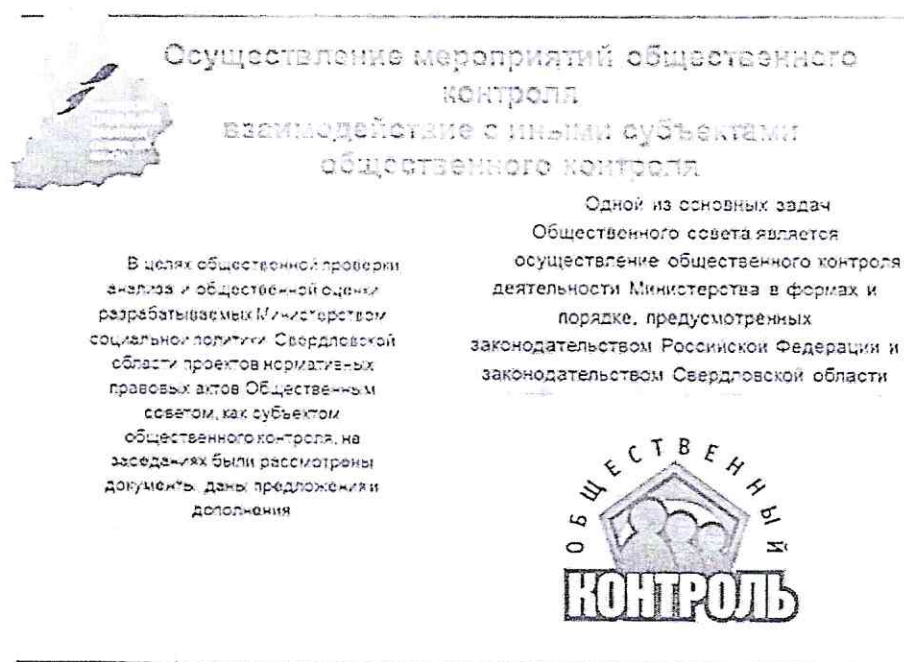 Осуществление мероприятий общественного
контроля
взаимодействие с иными субъектами
общественного контроля
В целях общественной проверки
анализа и общественной оценки
разрабатываемых Министерством
социальной политики Свердловской
области проектов нормативных
правовых актов Общественным
советом, как субъектом
общественного контроля, на
заседаниях были рассмотрены
документы, даны предложения и
дополнения
Одной из основных задач
Общественного совета является
осуществление общественного контроля
деятельности Министерства в формах и
порядке, предусмотренных
законодательством Российской Федерации и
законодательством Свердловской области
ОБЩЕСТВЕННЫЙ
КОНТРОЛЬ